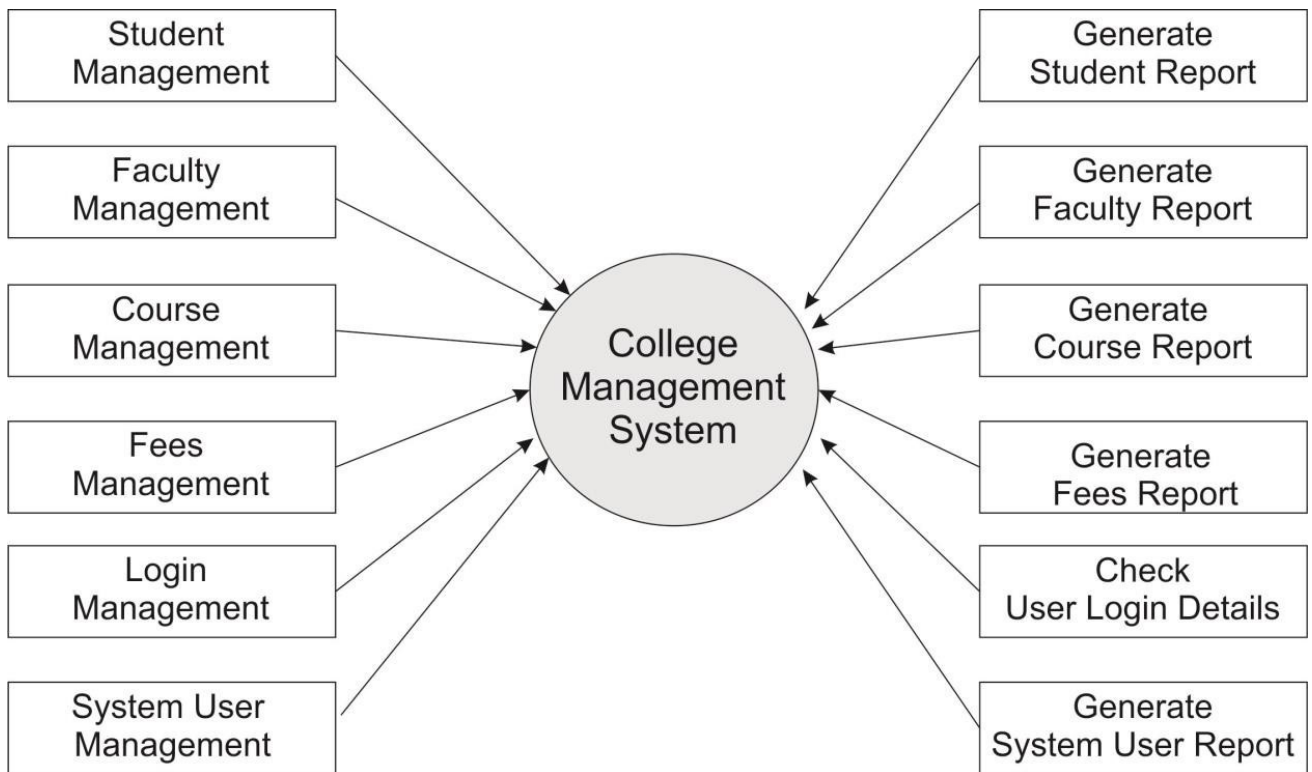 Student
Management
Faculty
Management
Course
Management
Fees
Management
Login
Management
System User
Management
College
Management
System
Generate
Student Report
Generate
Faculty Report
Generate
Course Report
Generate
Fees Report
Check
User Login Details
Generate
System User Report